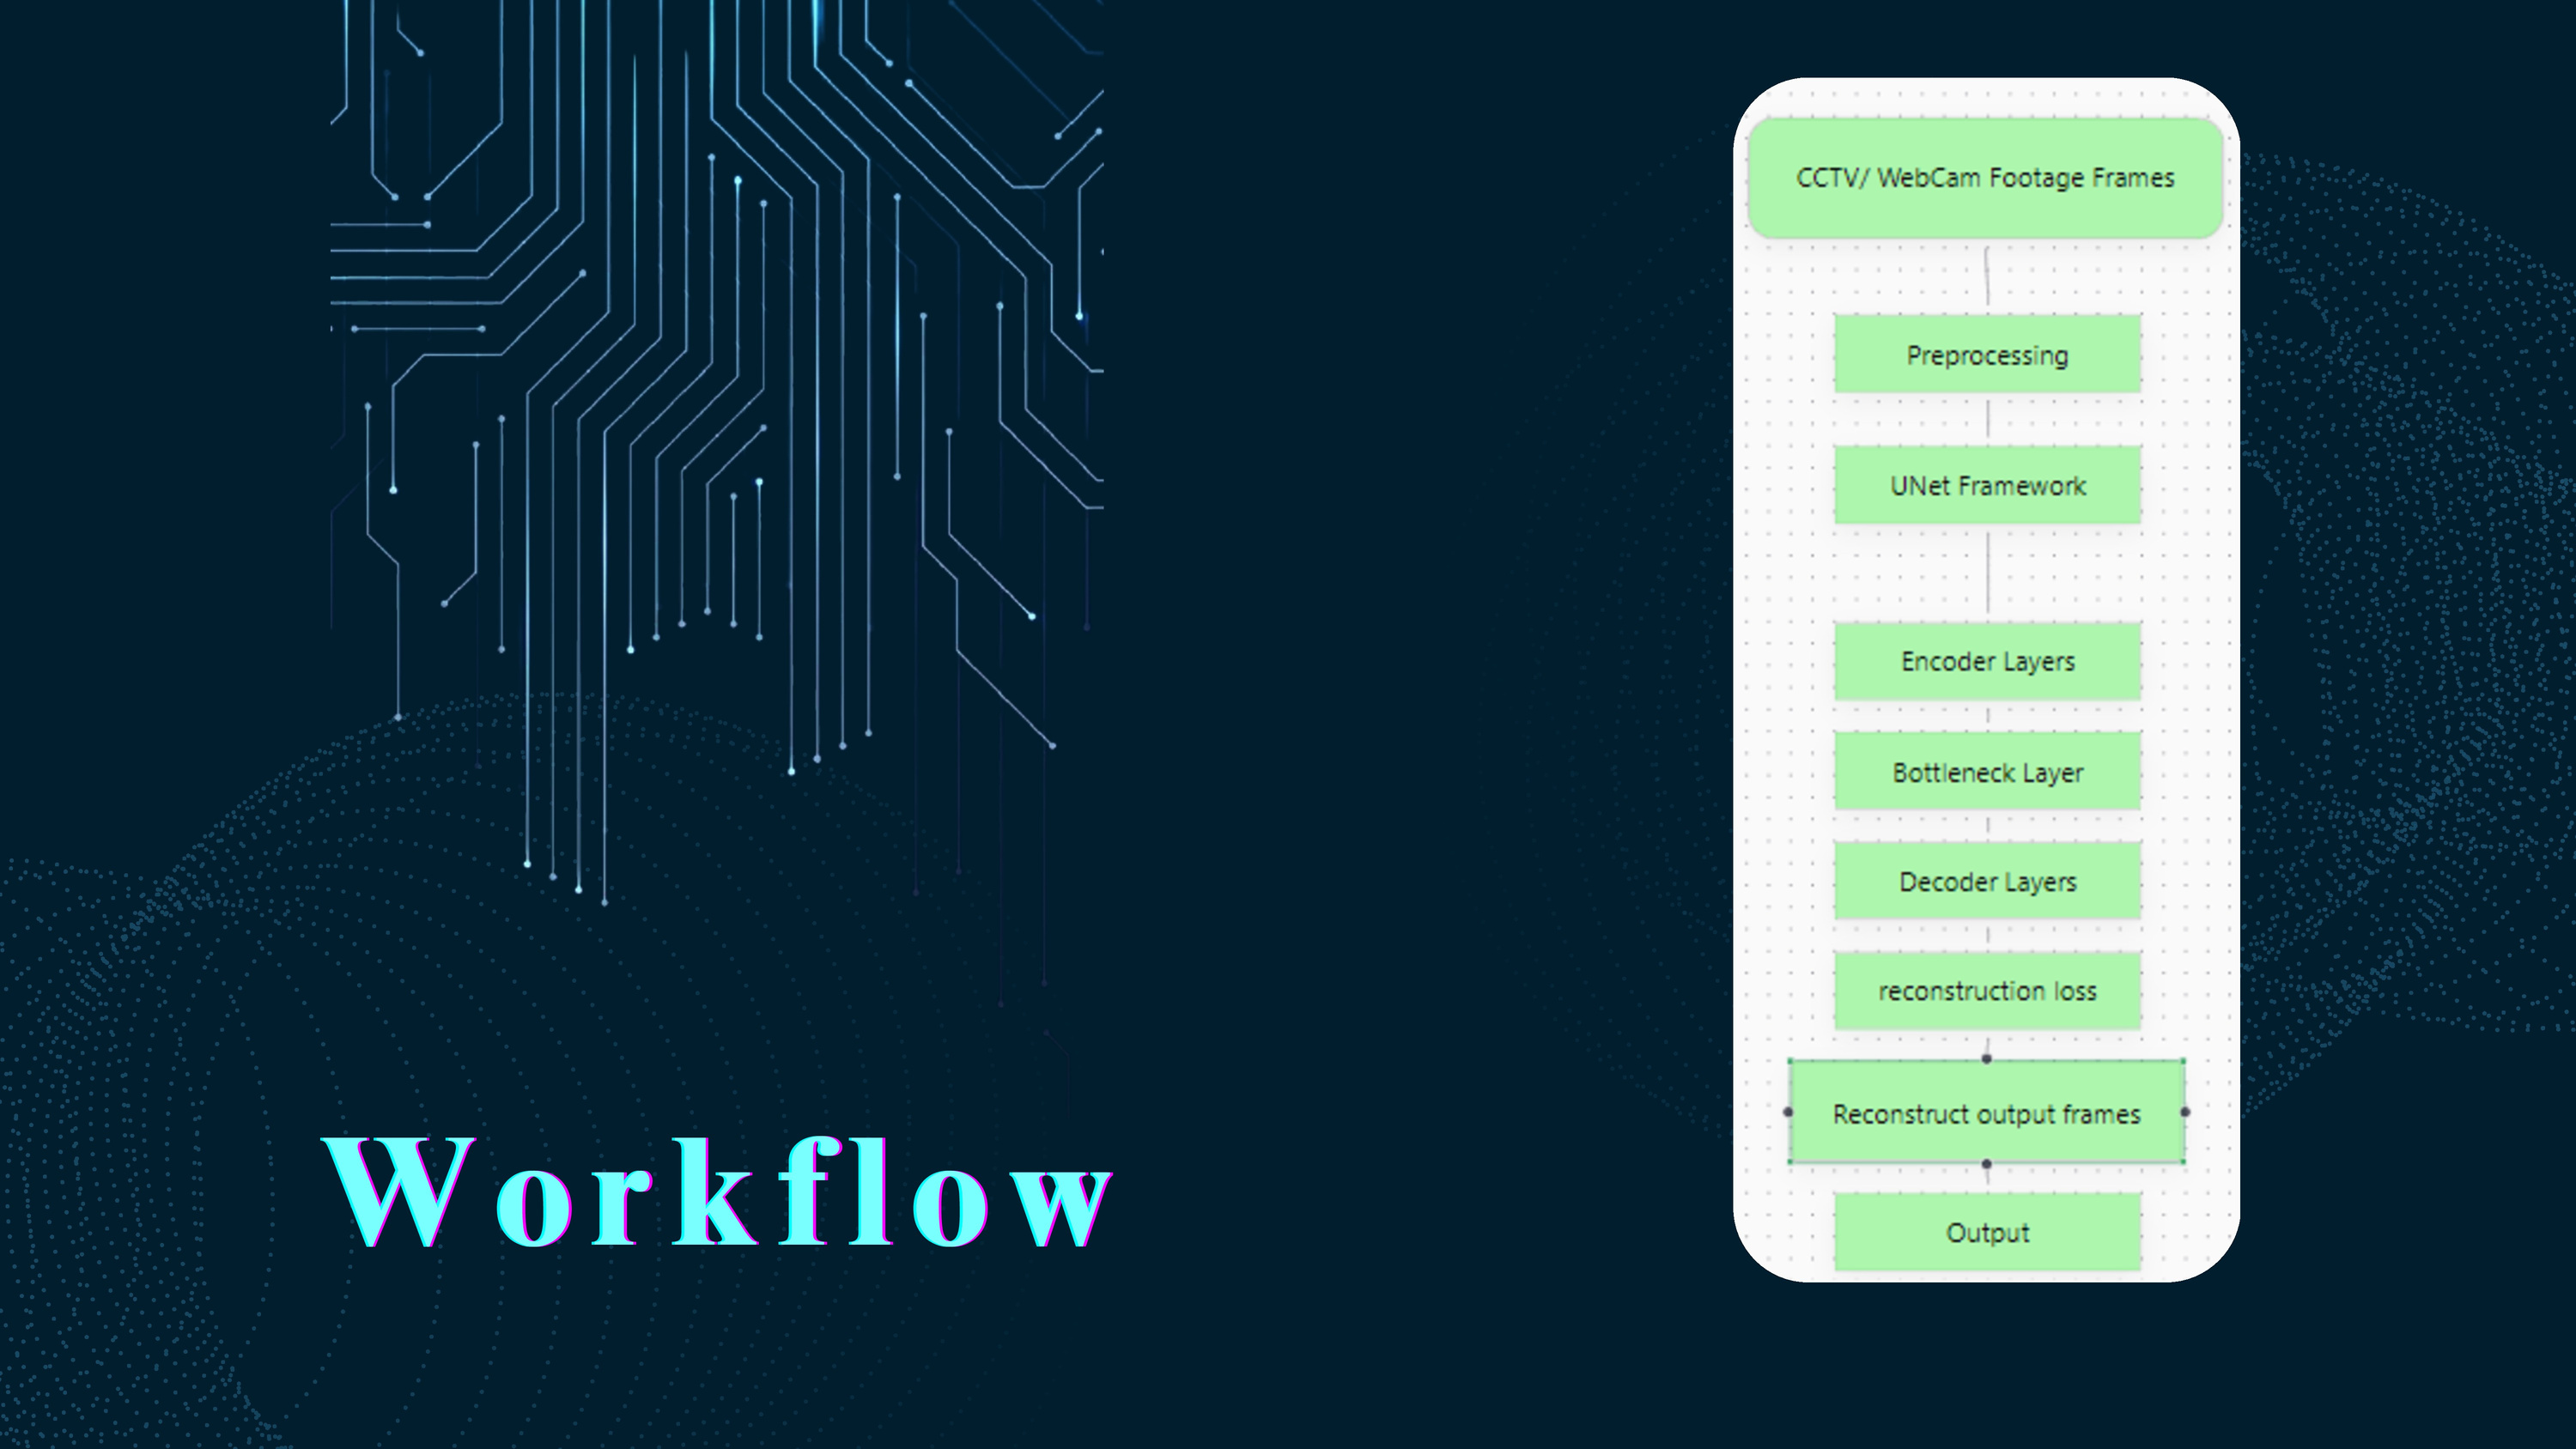 Workflow
CCTV/ WebCam Footage Frames
Preprocessing
UNet Framework
Encoder Layers
Bottleneck Layer
Decoder Layers
reconstruction loss
Reconstruct output frames
Output